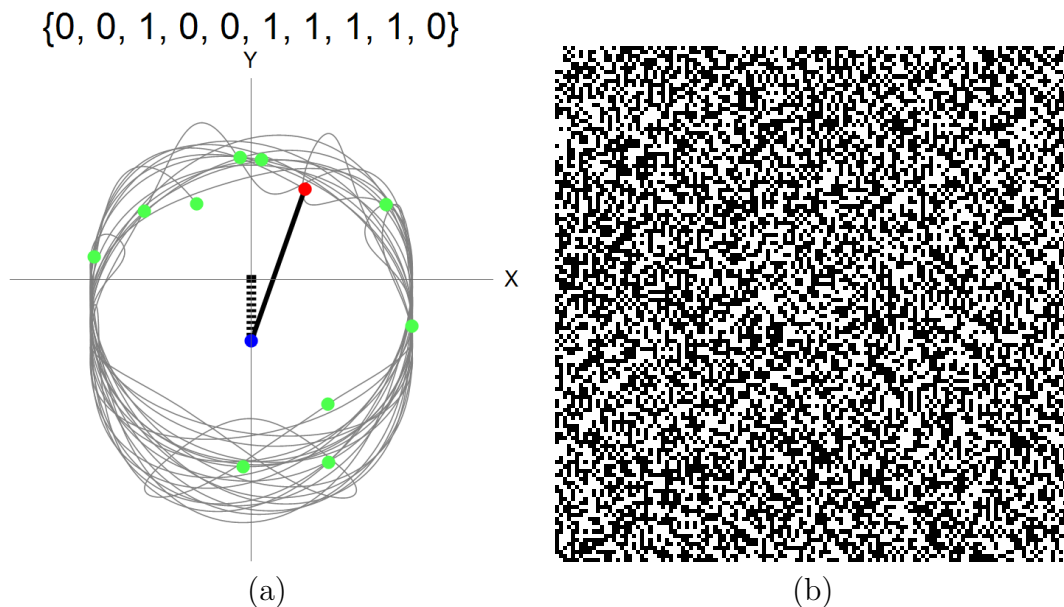 {0, 0, 1, 0, 0, 1, 1, 1, 1, 0}
Y
X
(a)
(b)